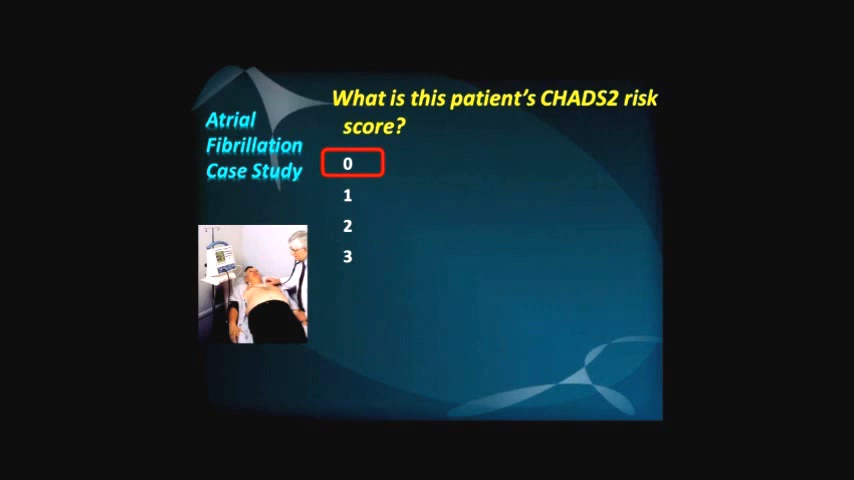 Atrial
Fibrillation
Case Study
What is this patient's CHADS2 risk
score?
0
1
2
3